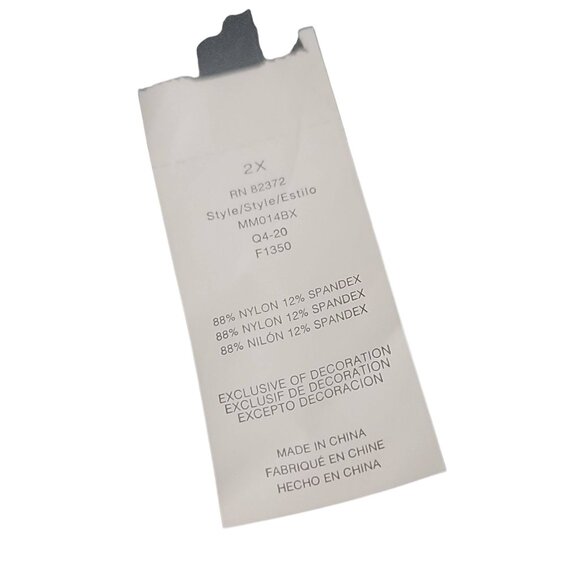 2X
RN 82372
Style/Style/Estilo
MM014BX
Q4-20
F1350
88% NYLON 12% SPANDEX
88% NYLON 12% SPANDEX
88% NILÓN 12% SPANDEX
EXCLUSIVE OF DECORATION
EXCLUSIF DE DECORATION
EXCEPTO DECORACION
MADE IN CHINA
FABRIQUÉ EN CHINE
HECHO EN CHINA